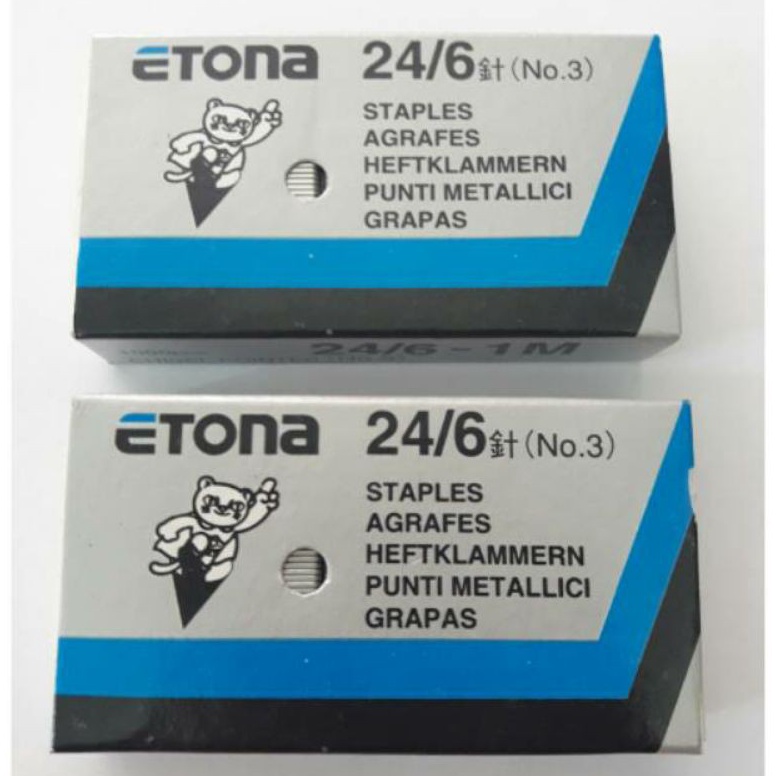 ETONA 24/6針(No.3)
STAPLES
AGRAFES
HEFTKLAMMERN
PUNTI METALLICI
GRAPAS
24/6-1M
ETONA 24/6針(No.3)
STAPLES
AGRAFES
HEFTKLAMMERN
PUNTI METALLICI
GRAPAS